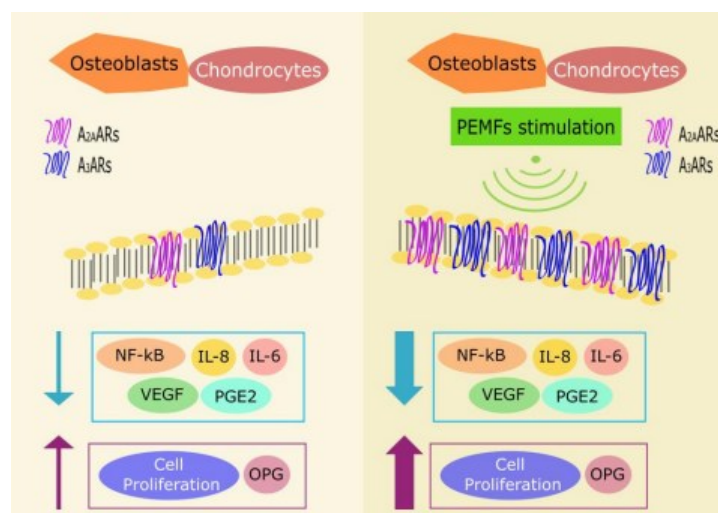 Osteoblasts
Chondrocytes
A2AARs
A3ARs
NF-kB
IL-8
IL-6
VEGF
PGE2
Cell
Proliferation
OPG
Osteoblasts
Chondrocytes
PEMFs stimulation
A2AARs
A3ARs
NF-kB
IL-8
IL-6
VEGF
PGE2
Cell
Proliferation
OPG